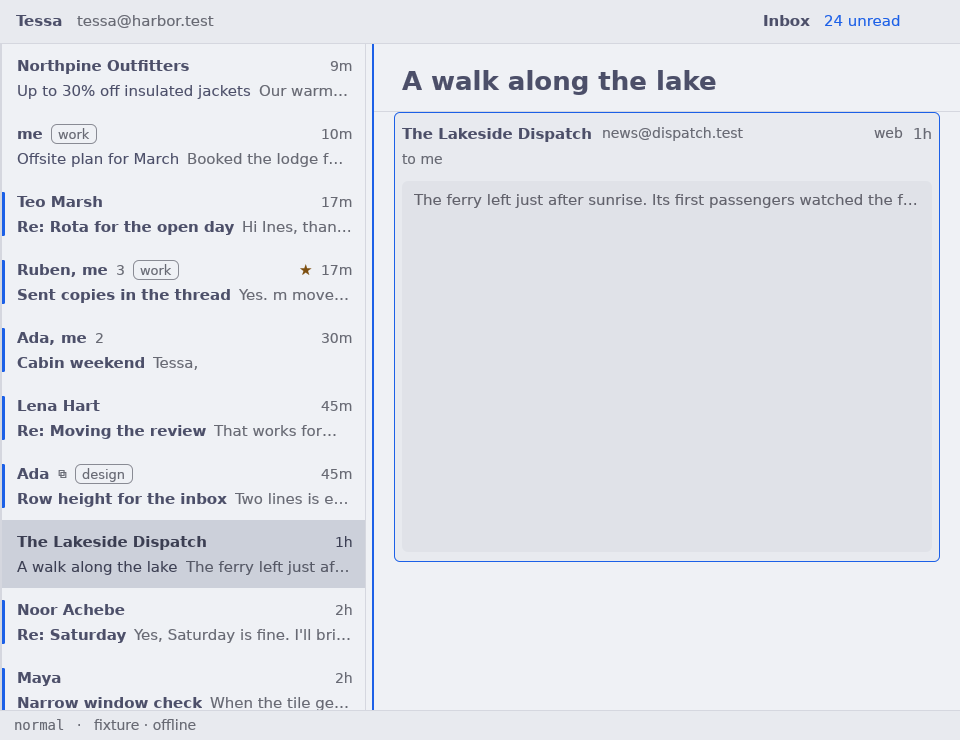 Tessa tessa@harbor.test Inbox 24 unread
Northpine Outfitters 9m
Up to 30% off insulated jackets Our warm…
me work 10m
Offsite plan for March Booked the lodge f…
Teo Marsh 17m
Re: Rota for the open day Hi Ines, than…
Ruben, me 3 work ★ 17m
Sent copies in the thread Yes. m move…
Ada, me 2 30m
Cabin weekend Tessa,
Lena Hart 45m
Re: Moving the review That works for…
Ada design 45m
Row height for the inbox Two lines is e…
The Lakeside Dispatch 1h
A walk along the lake The ferry left just af…
Noor Achebe 2h
Re: Saturday Yes, Saturday is fine. I'll bri…
Maya 2h
Narrow window check When the tile ge…
A walk along the lake
The Lakeside Dispatch news@dispatch.test web 1h
to me
The ferry left just after sunrise. Its first passengers watched the f…
normal · fixture · offline